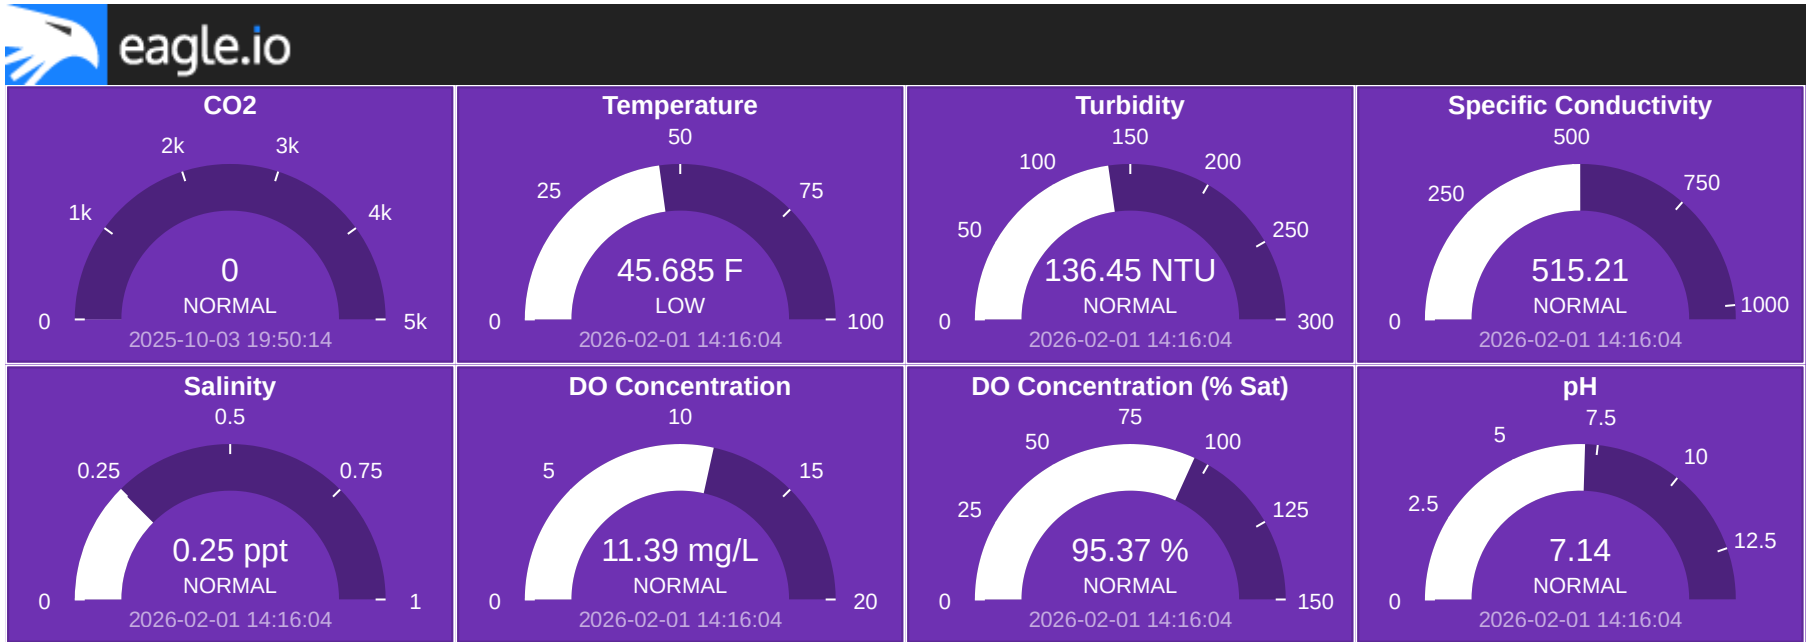 eagle.io
CO2
2k
3k
1k
4k
0
NORMAL
0
5k
2025-10-03 19:50:14
Temperature
50
25
75
45.685 F
LOW
0
100
2026-02-01 14:16:04
Turbidity
150
100
200
50
250
136.45 NTU
NORMAL
0
300
2026-02-01 14:16:04
Specific Conductivity
500
250
750
515.21
NORMAL
1000
0
2026-02-01 14:16:04
Salinity
0.5
0.25
0.75
0.25 ppt
NORMAL
0
1
2026-02-01 14:16:04
DO Concentration
10
5
15
11.39 mg/L
NORMAL
0
20
2026-02-01 14:16:04
DO Concentration (% Sat)
75
50
100
25
125
95.37 %
NORMAL
0
150
2026-02-01 14:16:04
pH
7.5
5
10
2.5
12.5
7.14
NORMAL
0
2026-02-01 14:16:04